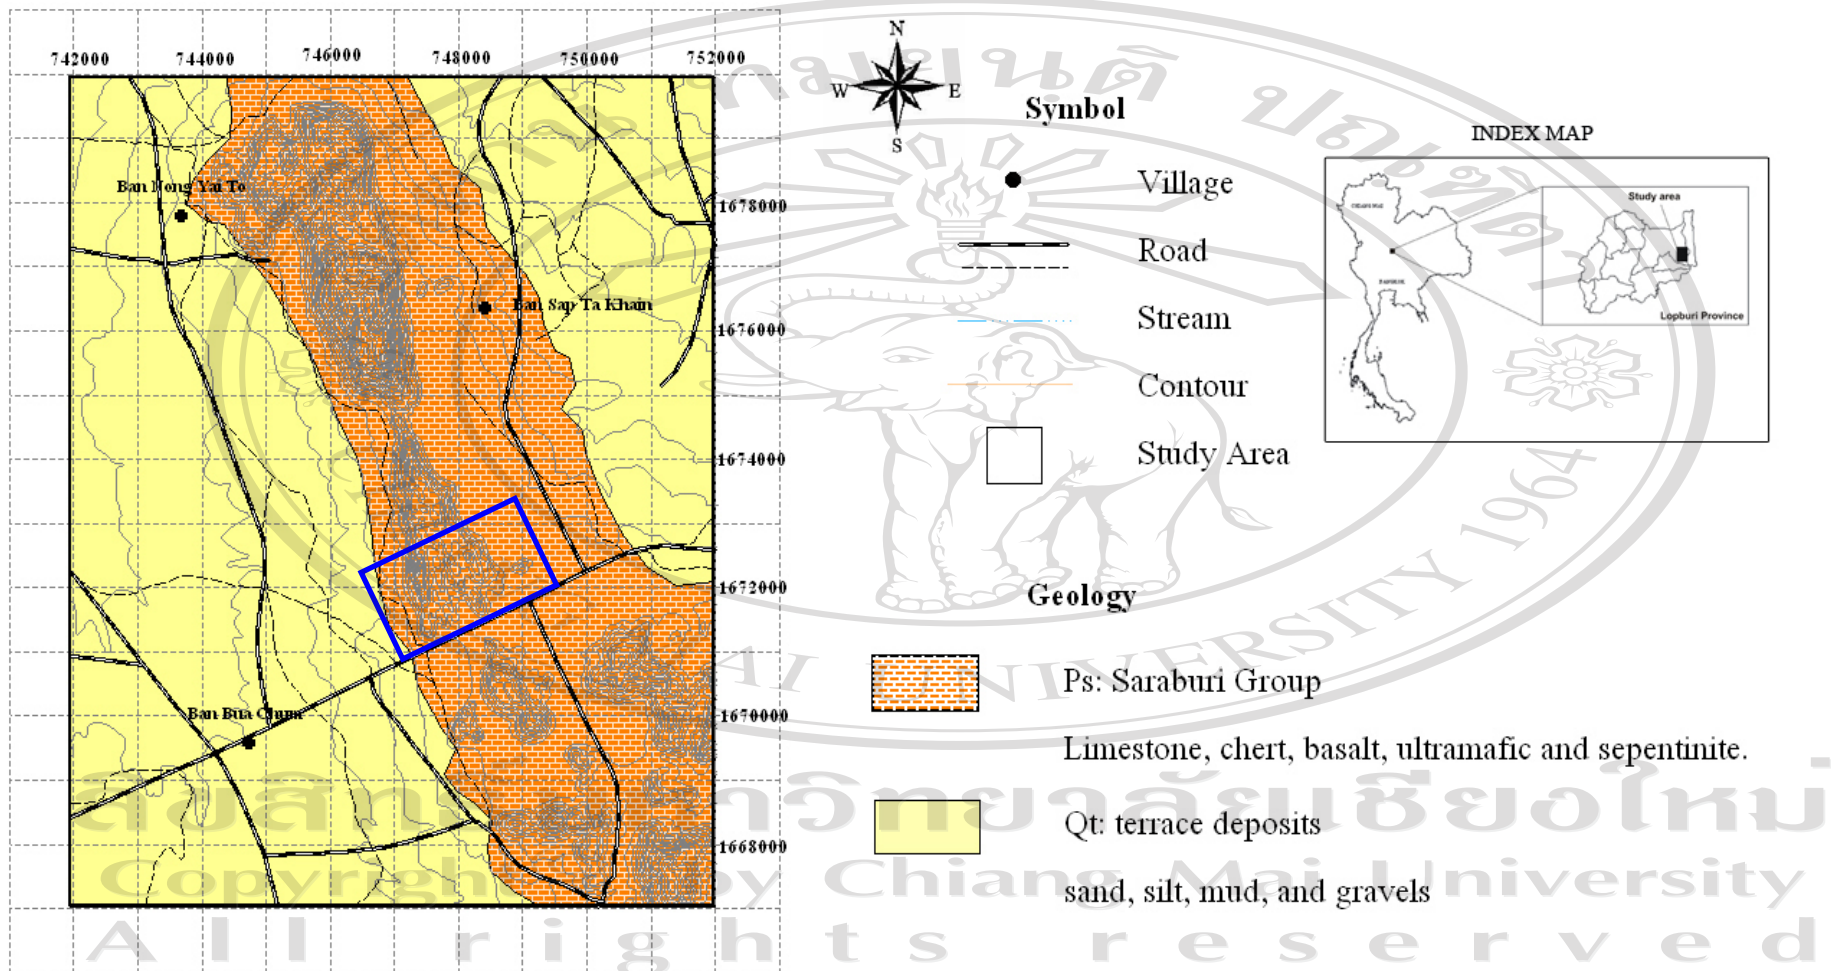 742000 744000 746000 748000 750000 752000
Ban Nong Yai To
1678000
Ban Sap Ta Khain
1676000
1674000
1672000
Ban Bua Chum
1670000
1668000
N
W E
S
Symbol
Village
Road
Stream
Contour
Study Area
INDEX MAP
Study area
Lopburi Province
Geology
Ps: Saraburi Group
Limestone, chert, basalt, ultramafic and sepentinite.
Qt: terrace deposits
sand, silt, mud, and gravels
UNIVERSITY 1964
Copyright by Chiang Mai University
All rights reserved